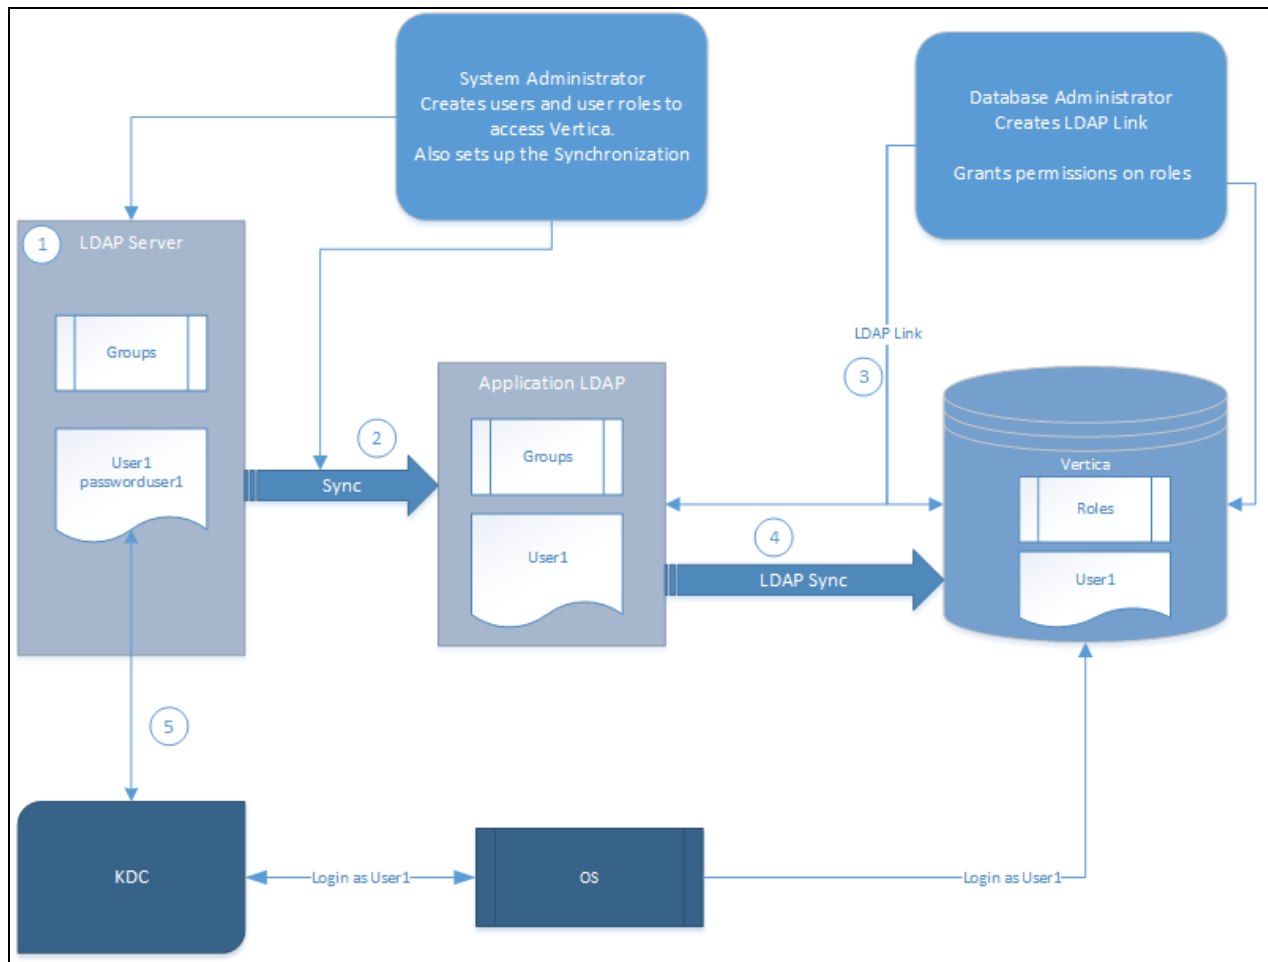 System Administrator
Creates users and user roles to
access Vertica.
Also sets up the Synchronization
Database Administrator
Creates LDAP Link
Grants permissions on roles
1
LDAP Server
Groups
User1
passworduser1
2
Sync
Application LDAP
Groups
User1
LDAP Link
3
4
LDAP Sync
Vertica
Roles
User1
5
KDC
Login as User1
OS
Login as User1